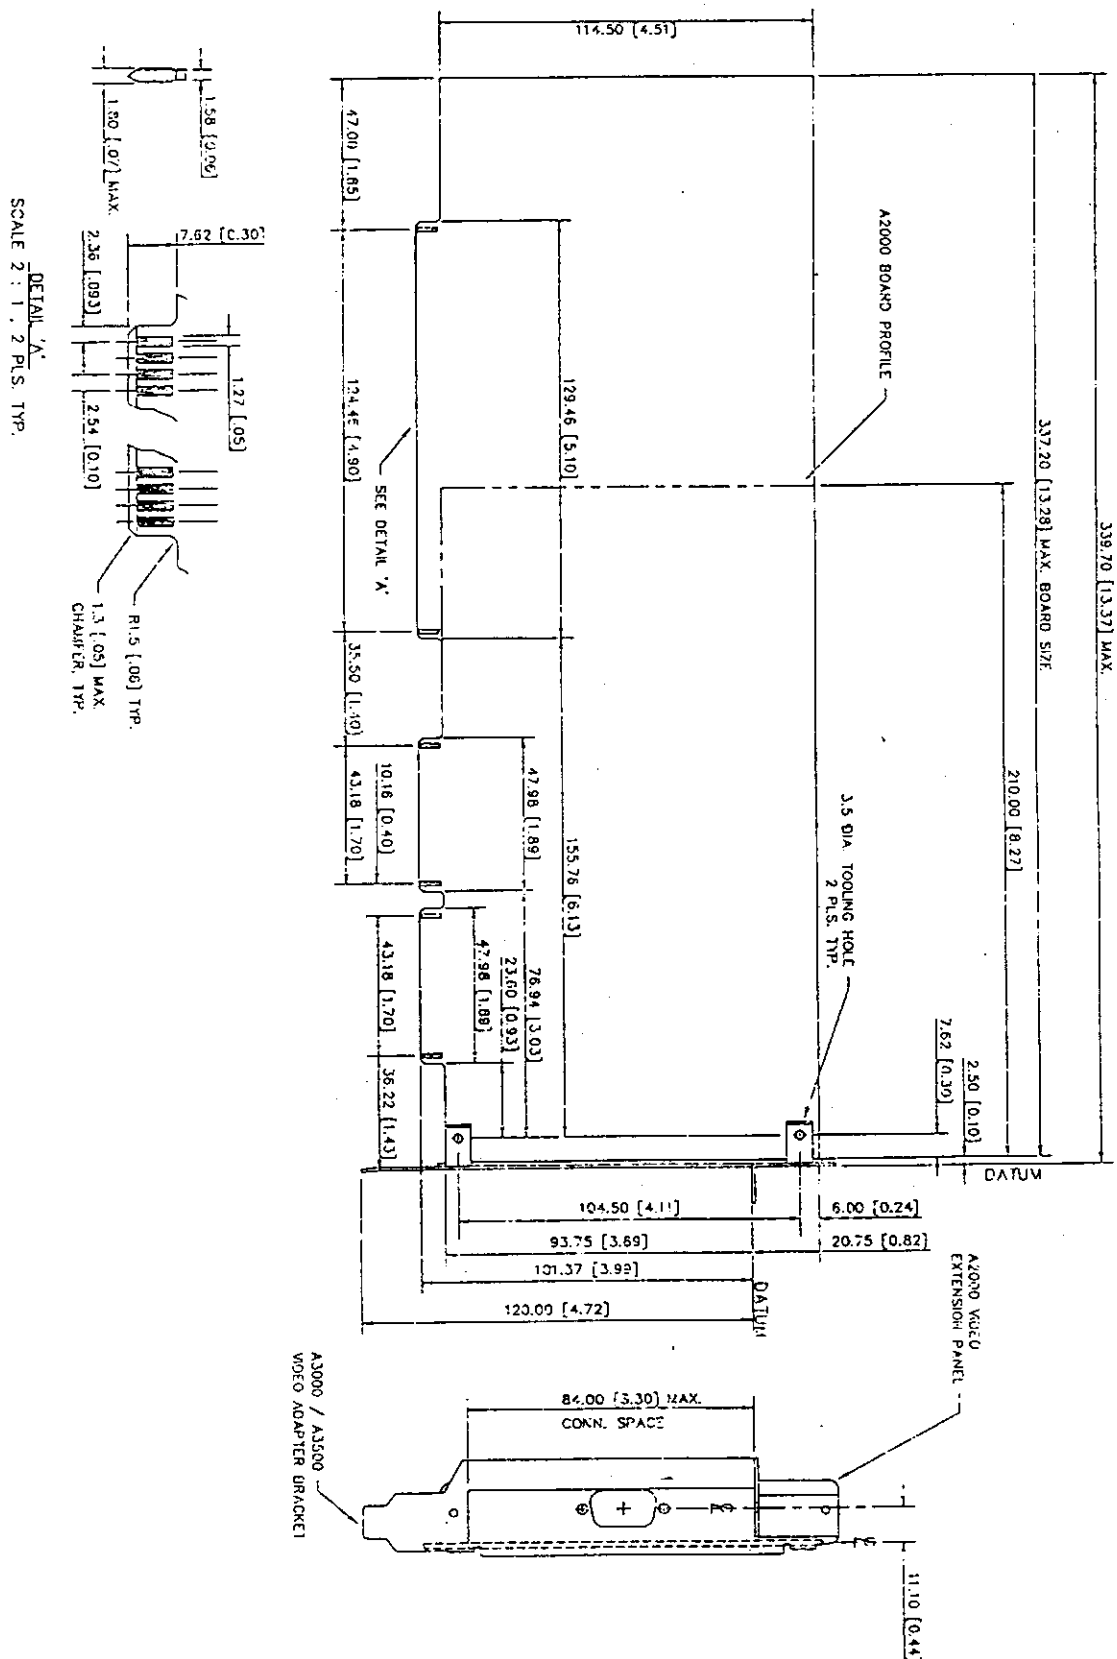 339.70 [13.37] MAX.
337.20 [13.28] MAX. BOARD SIZE
210.00 [8.27]
2.50 [0.10]
7.62 [0.30]
DATUM
A2000 BOARD PROFILE
3.5 DIA. TOOLING HOLE
2 PLS. TYP.
114.50 [4.51]
129.46 [5.10]
155.76 [6.13]
47.98 [1.89]
76.94 [3.03]
23.60 [0.93]
47.98 [1.89]
SEE DETAIL 'A'
47.00 [1.85]
124.46 [4.90]
35.50 [1.40]
10.16 [0.40]
43.18 [1.70]
43.18 [1.70]
36.22 [1.43]
104.50 [4.11]
6.00 [0.24]
93.75 [3.69]
20.75 [0.82]
101.37 [3.99]
DATUM
120.00 [4.72]
A2000 VIDEO
EXTENSION PANEL
84.00 [3.30] MAX.
CONN. SPACE
A3000 / A3500
VIDEO ADAPTER BRACKET
11.10 [0.44]
1.58 [0.06]
1.80 [.07] MAX.
7.62 [0.30]
2.36 [.093]
1.27 [.05]
2.54 [0.10]
R1.5 [.06] TYP.
1.3 [.05] MAX.
CHAMFER, TYP.
DETAIL 'A'
SCALE 2 : 1 , 2 PLS. TYP.